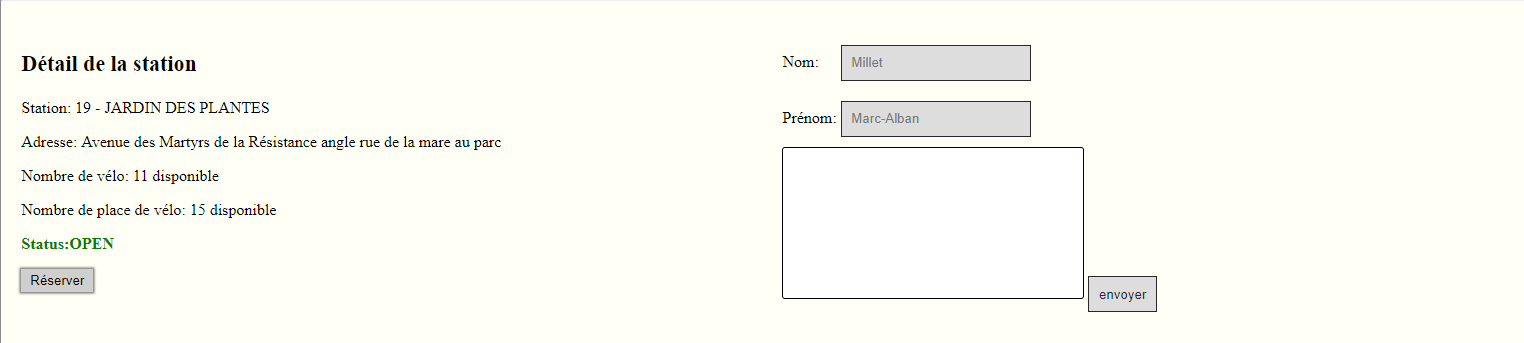 Détail de la station
Station: 19 - JARDIN DES PLANTES
Adresse: Avenue des Martyrs de la Résistance angle rue de la mare au parc
Nombre de vélo: 11 disponible
Nombre de place de vélo: 15 disponible
Status:OPEN
Réserver
Nom: Millet
Prénom: Marc-Alban
envoyer